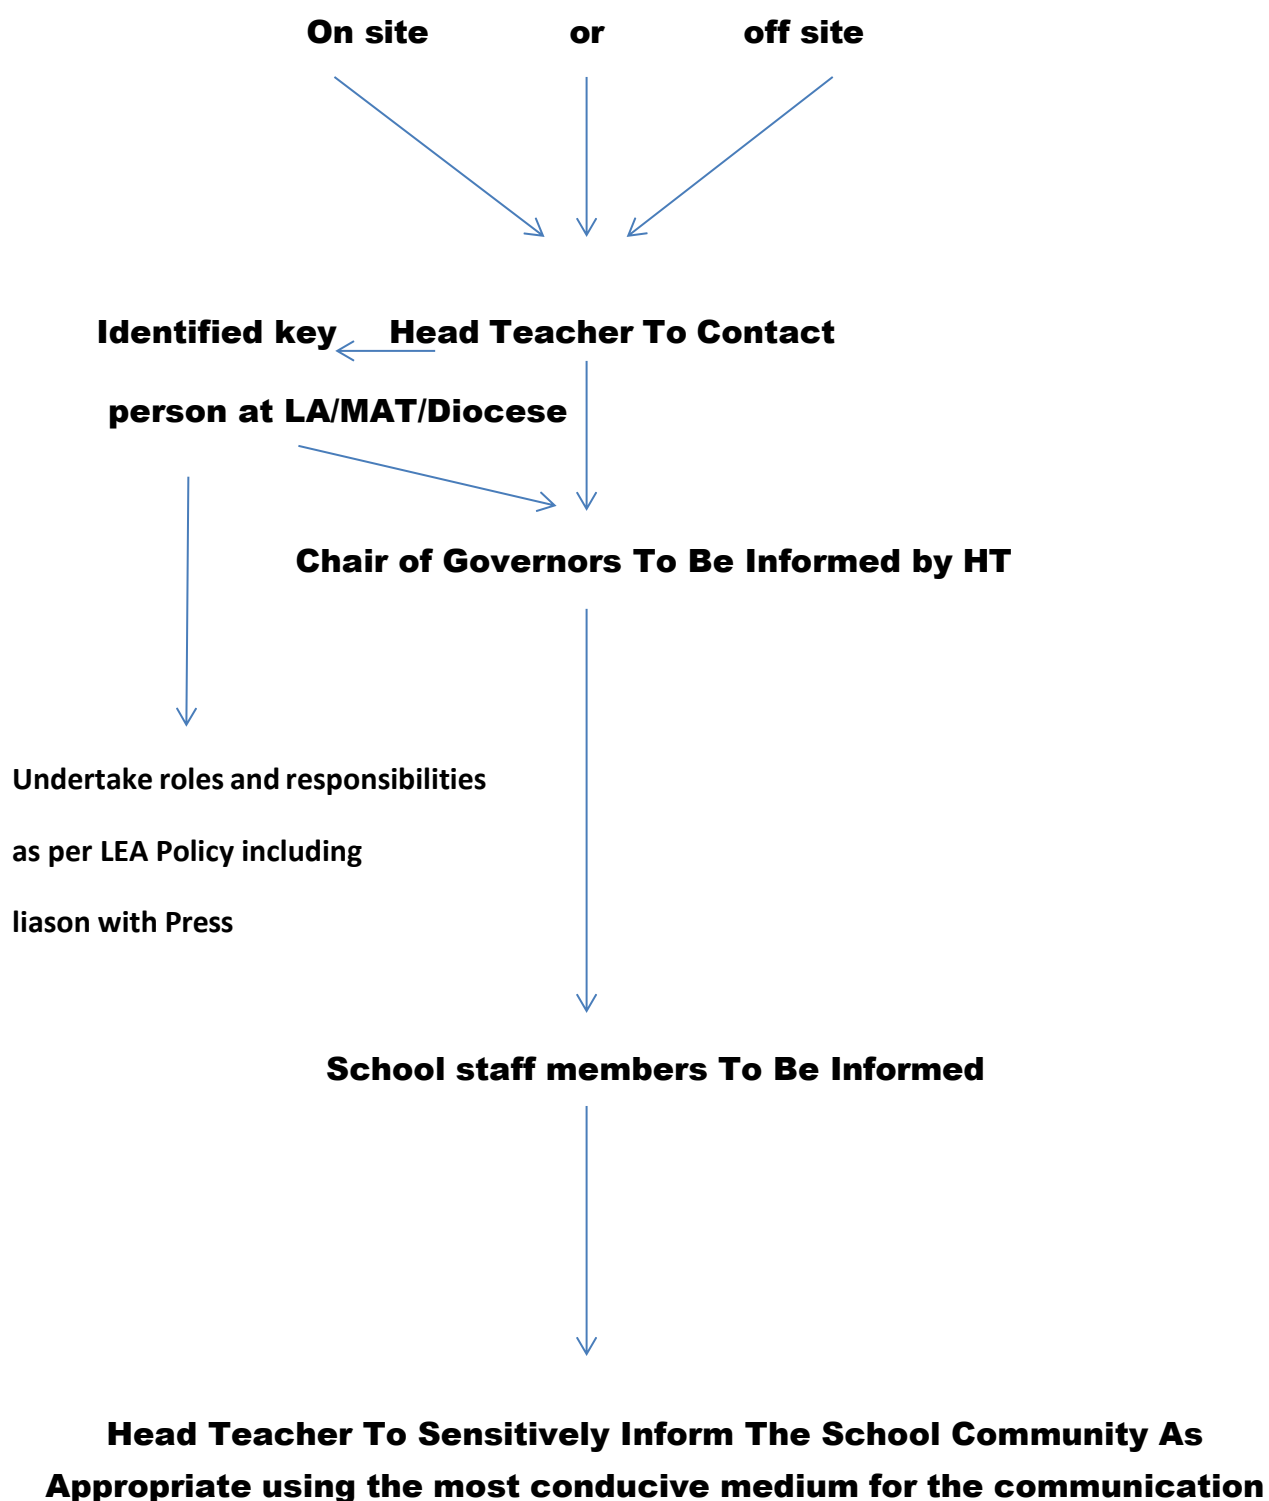 On site or off site
Identified key Head Teacher To Contact
person at LA/MAT/Diocese
Chair of Governors To Be Informed by HT
Undertake roles and responsibilities
as per LEA Policy including
liason with Press
School staff members To Be Informed
Head Teacher To Sensitively Inform The School Community As
Appropriate using the most conducive medium for the communication